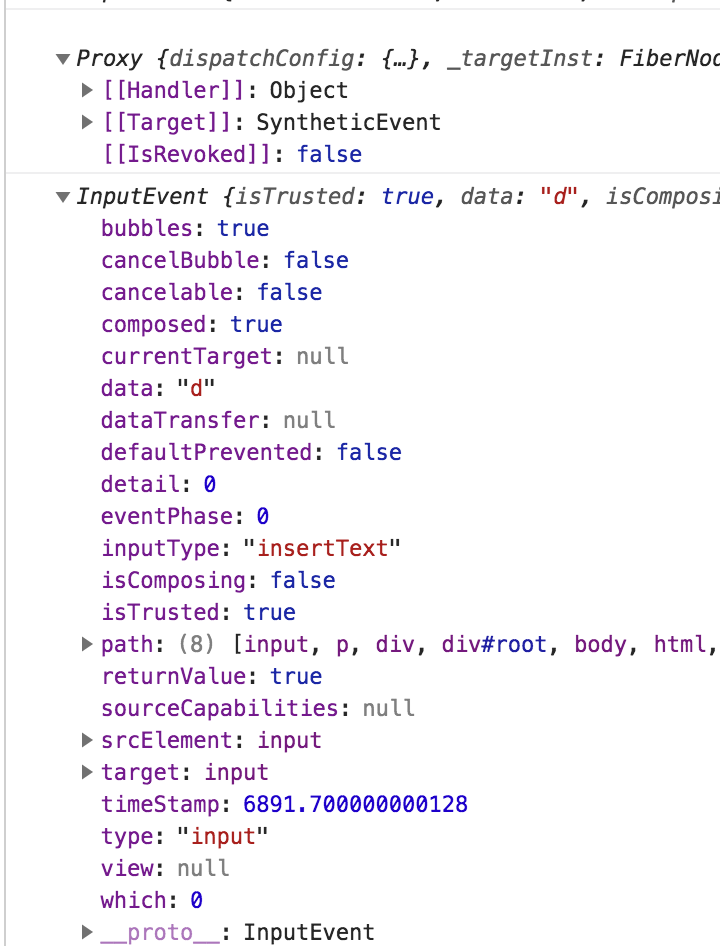 Proxy {dispatchConfig: {…}, _targetInst: FiberNod
[[Handler]]: Object
[[Target]]: SyntheticEvent
[[IsRevoked]]: false
InputEvent {isTrusted: true, data: "d", isComposi
bubbles: true
cancelBubble: false
cancelable: false
composed: true
currentTarget: null
data: "d"
dataTransfer: null
defaultPrevented: false
detail: 0
eventPhase: 0
inputType: "insertText"
isComposing: false
isTrusted: true
path: (8) [input, p, div, div#root, body, html,
returnValue: true
sourceCapabilities: null
srcElement: input
target: input
timeStamp: 6891.700000000128
type: "input"
view: null
which: 0
__proto__: InputEvent